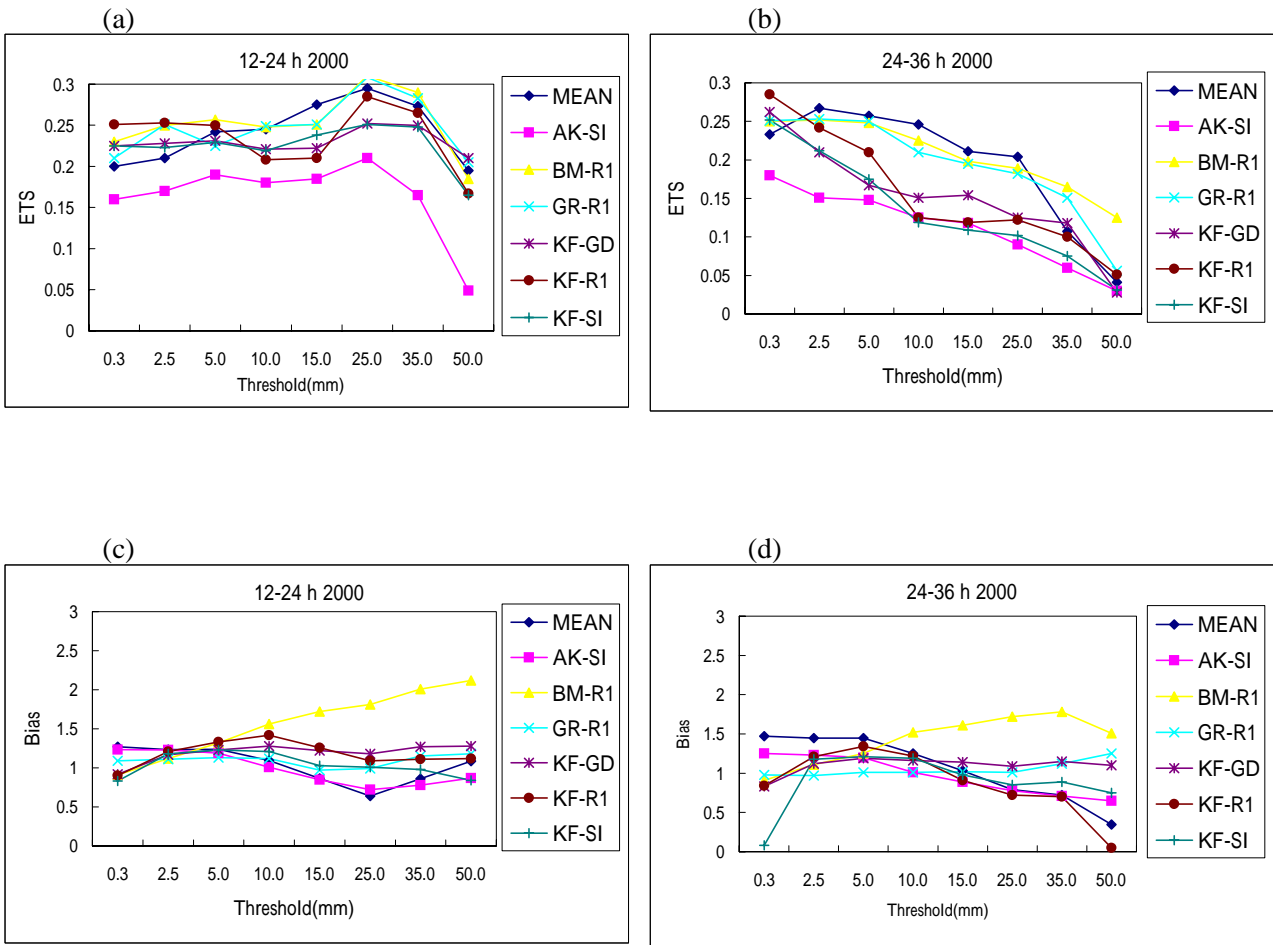 (a)
12-24 h 2000
ETS
0.3
0.25
0.2
0.15
0.1
0.05
0
0.3 2.5 5.0 10.0 15.0 25.0 35.0 50.0
Threshold(mm)
MEAN
AK-SI
BM-R1
GR-R1
KF-GD
KF-R1
KF-SI
(b)
24-36 h 2000
ETS
0.3
0.25
0.2
0.15
0.1
0.05
0
0.3 2.5 5.0 10.0 15.0 25.0 35.0 50.0
Threshold(mm)
MEAN
AK-SI
BM-R1
GR-R1
KF-GD
KF-R1
KF-SI
(c)
12-24 h 2000
Bias
3
2.5
2
1.5
1
0.5
0
0.3 2.5 5.0 10.0 15.0 25.0 35.0 50.0
Threshold(mm)
MEAN
AK-SI
BM-R1
GR-R1
KF-GD
KF-R1
KF-SI
(d)
24-36 h 2000
Bias
3
2.5
2
1.5
1
0.5
0
0.3 2.5 5.0 10.0 15.0 25.0 35.0 50.0
Threshold(mm)
MEAN
AK-SI
BM-R1
GR-R1
KF-GD
KF-R1
KF-SI